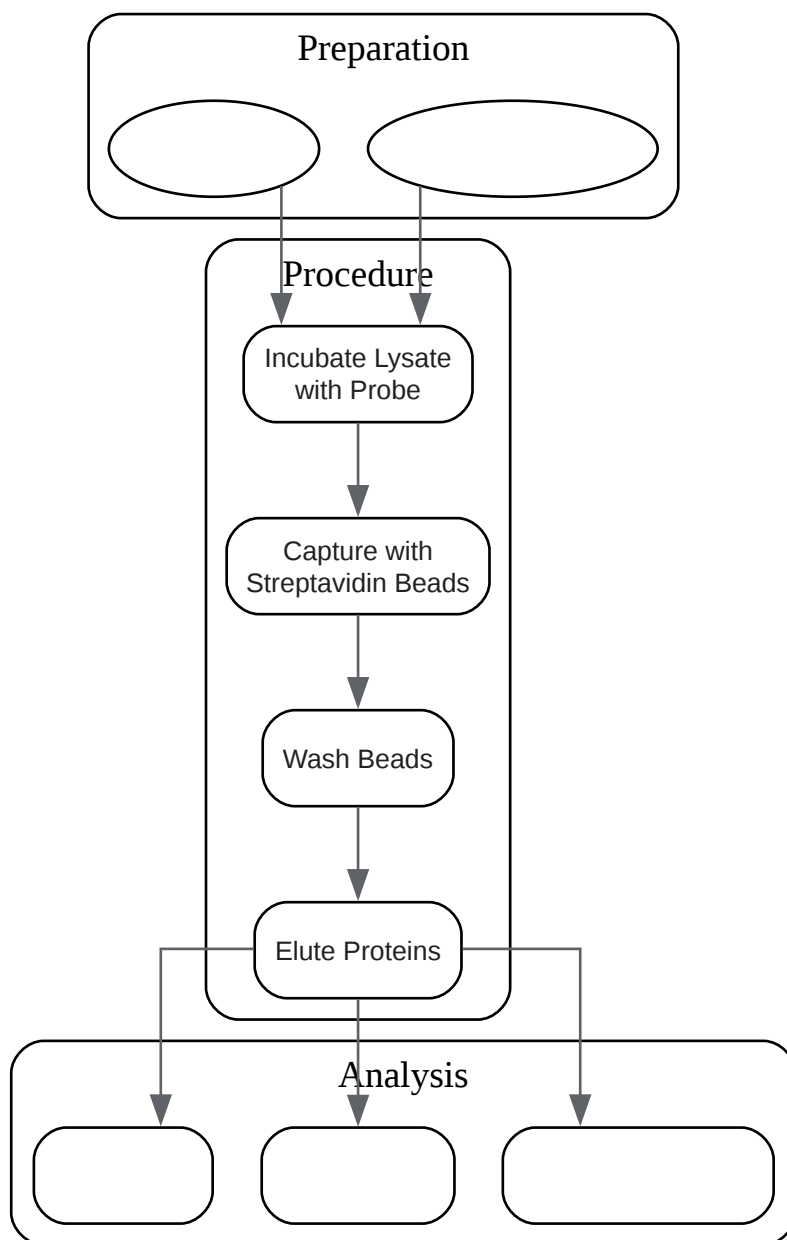 Preparation
Procedure
Incubate Lysate
with Probe
Capture with
Streptavidin Beads
Wash Beads
Elute Proteins
Analysis